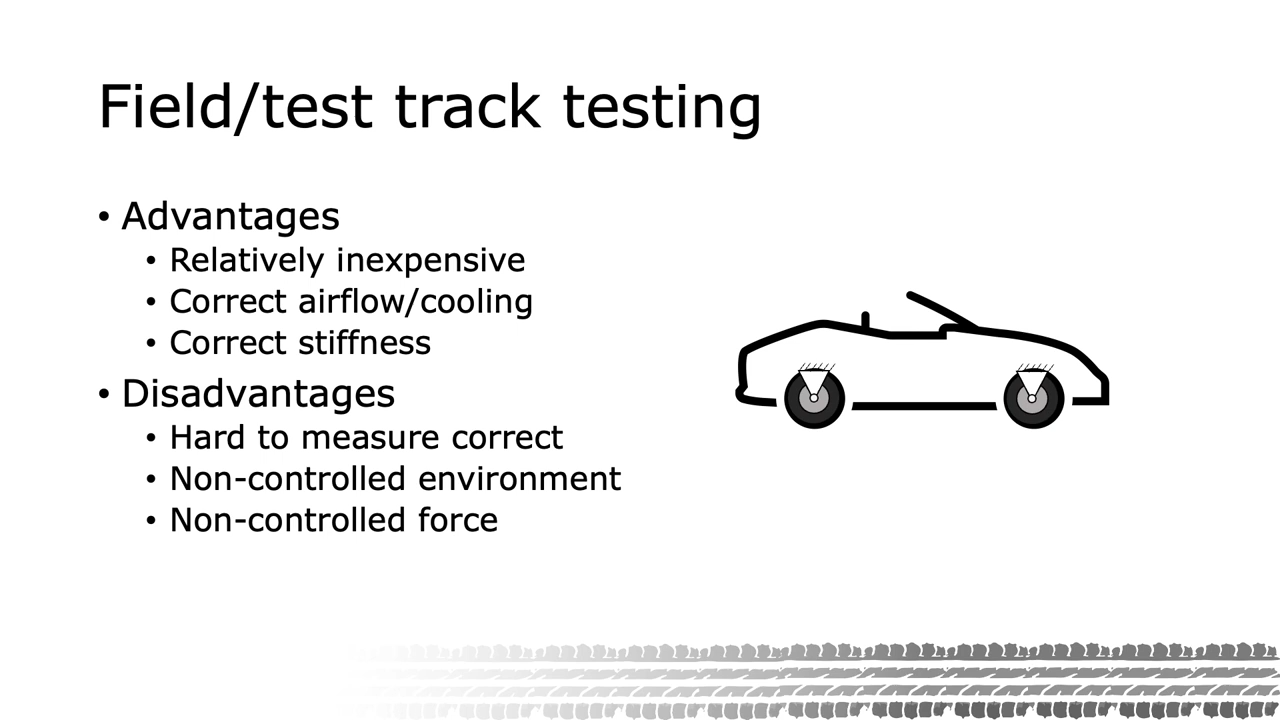 Field/test track testing
• Advantages
• Relatively inexpensive
• Correct airflow/cooling
• Correct stiffness
• Disadvantages
• Hard to measure correct
• Non-controlled environment
• Non-controlled force